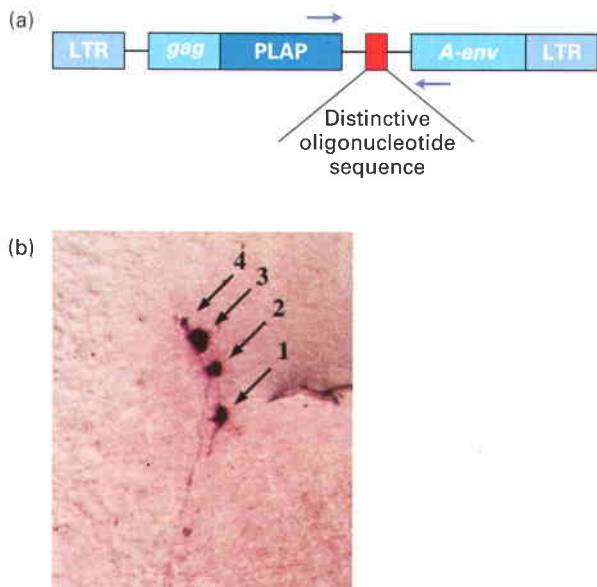 (a)
LTR gag PLAP A-env LTR
Distinctive
oligonucleotide
sequence
(b)
4
3
2
1